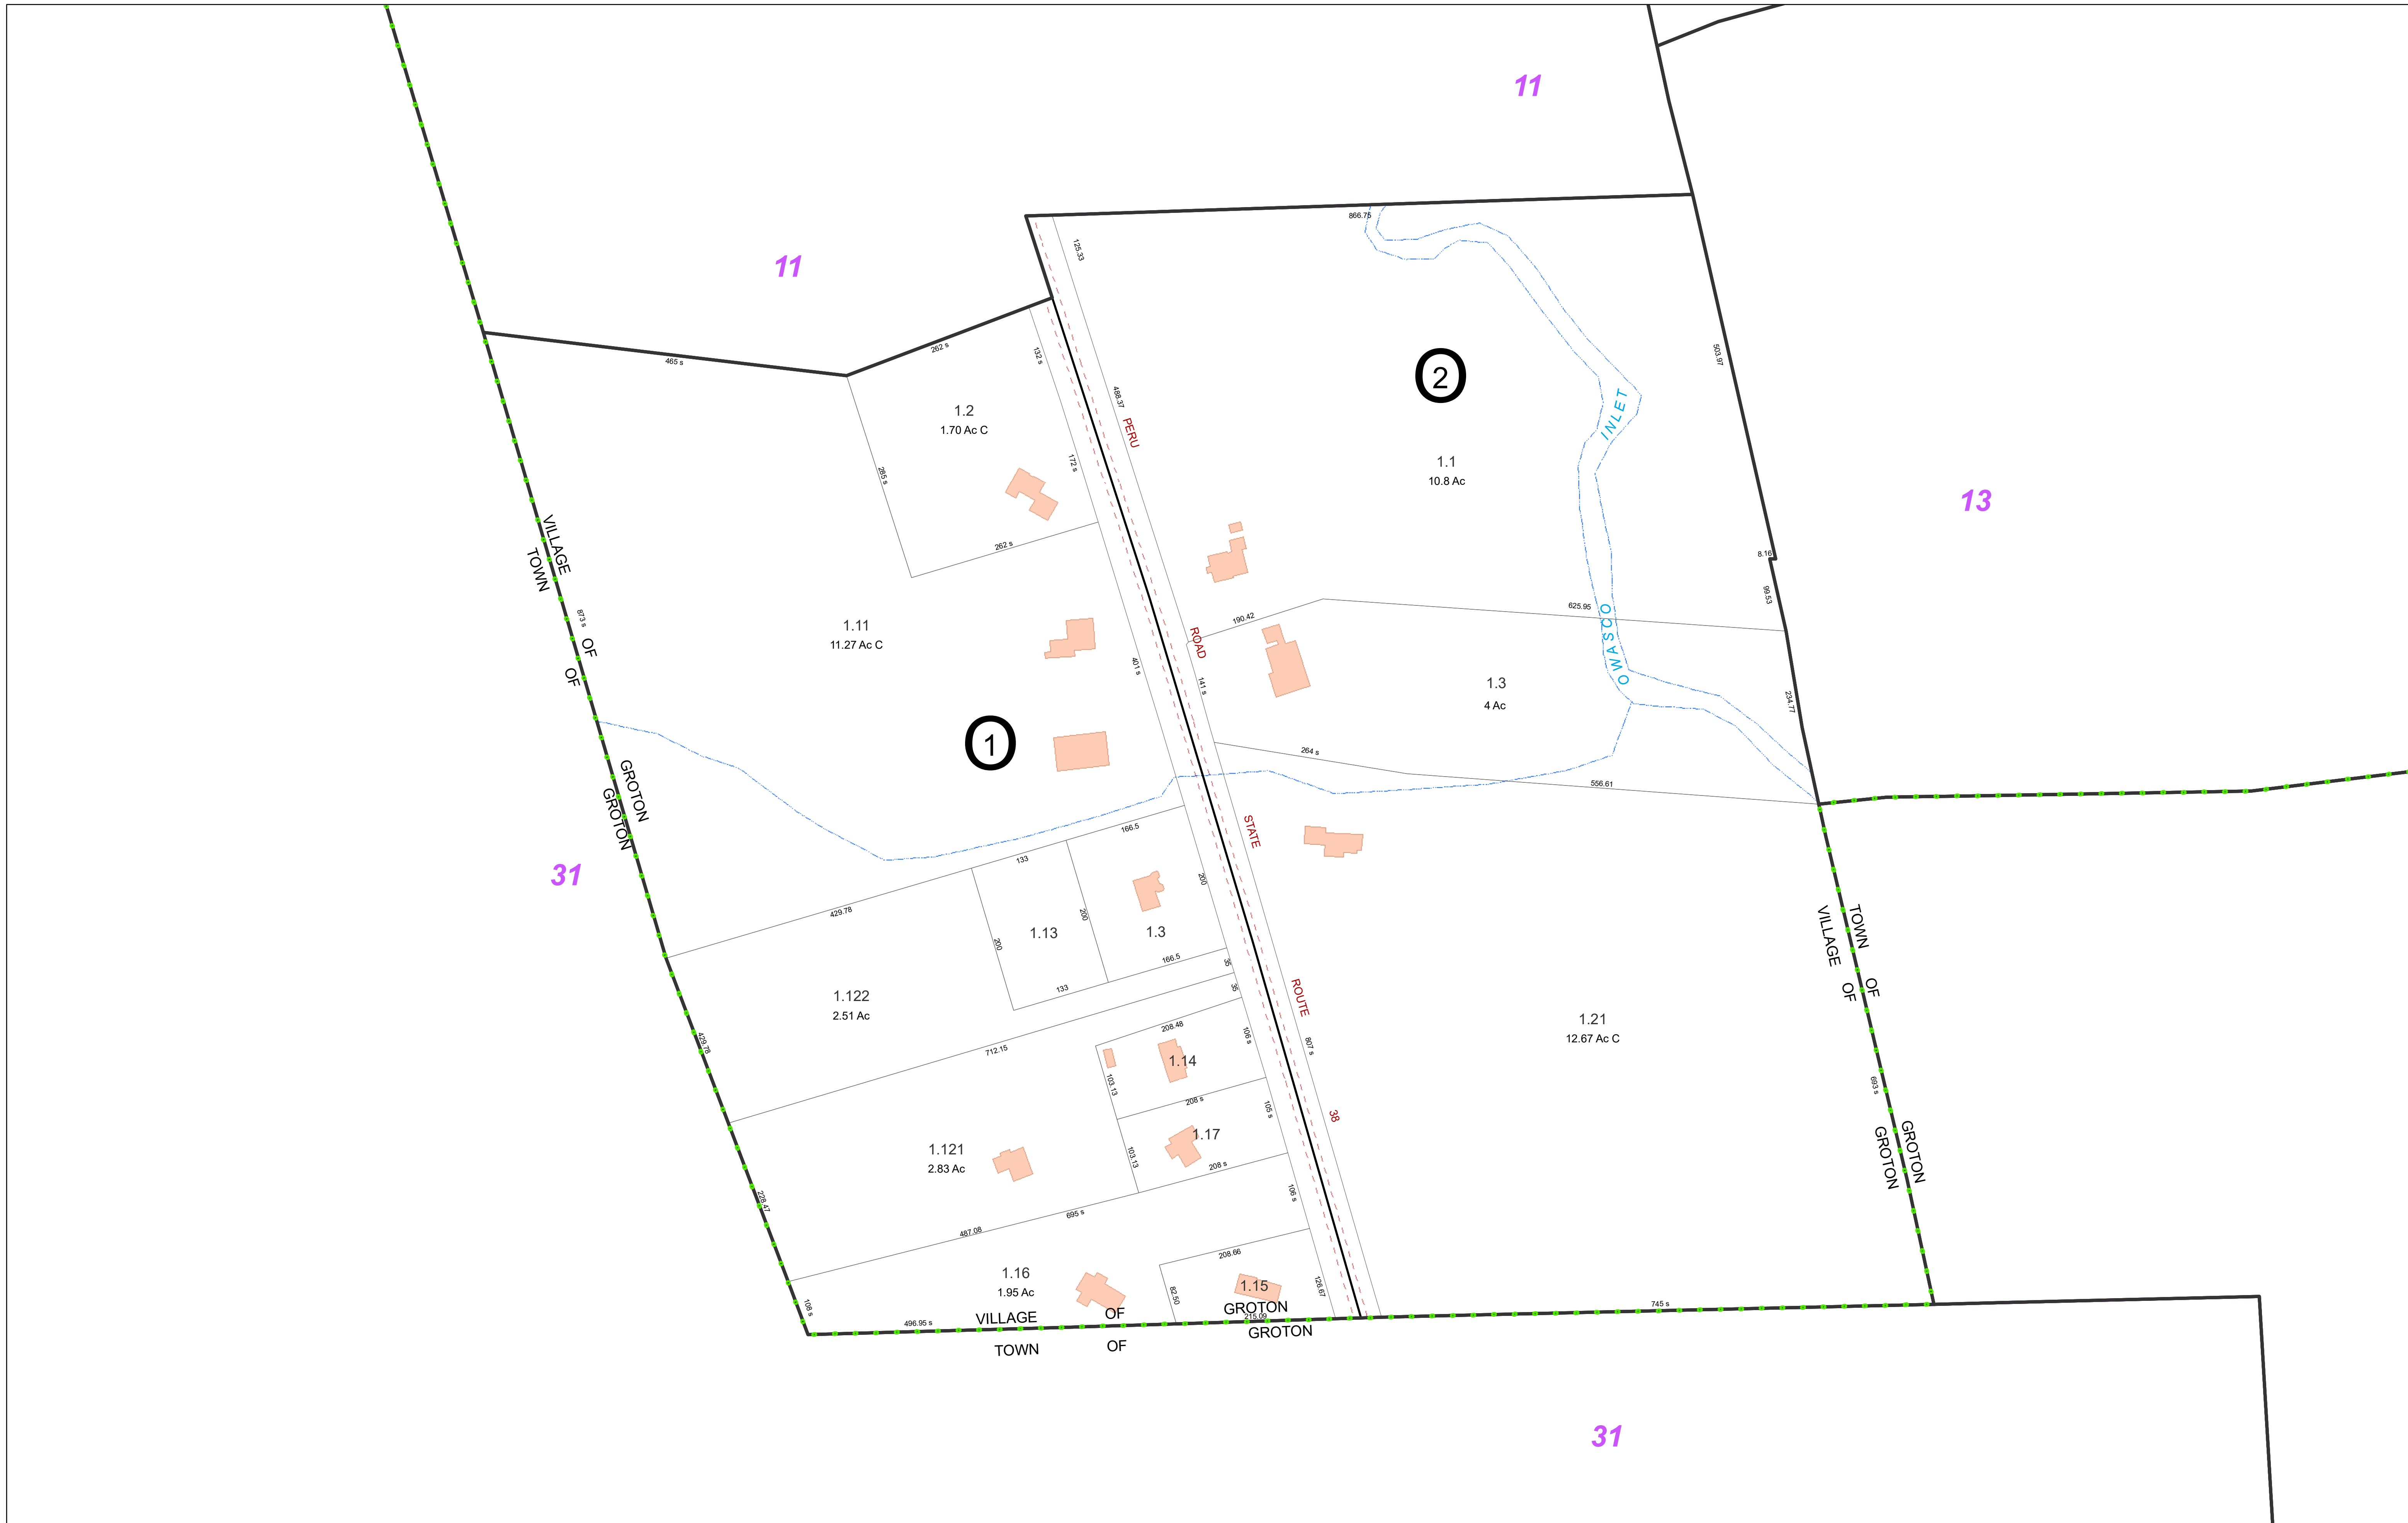 11
11
13
31
31
866.75
125.33
488.37
503.97
8.16
99.53
234.77
465 s
262 s
132 s
172 s
285 s
262 s
1.2
1.70 Ac C
2
1.1
10.8 Ac
INLET
OWASCO
PERU
ROAD
STATE
ROUTE
38
VILLAGE OF GROTON
TOWN OF GROTON
873 s
1.11
11.27 Ac C
401 s
190.42
625.95
141 s
1.3
4 Ac
1
264 s
556.61
166.5
133
429.78
200
200
200
1.13
1.3
166.5
133
35
35
1.122
2.51 Ac
429.78
712.15
208.48
106 s
807 s
1.21
12.67 Ac C
TOWN OF GROTON
VILLAGE OF GROTON
693 s
1.14
103.13
208 s
105 s
1.17
103.13
208 s
1.121
2.83 Ac
228.47
695 s
487.08
106 s
208.66
1.16
1.95 Ac
1.15
82.50
126.67
108 s
496.95 s
215.09
745 s
VILLAGE OF GROTON
TOWN OF GROTON